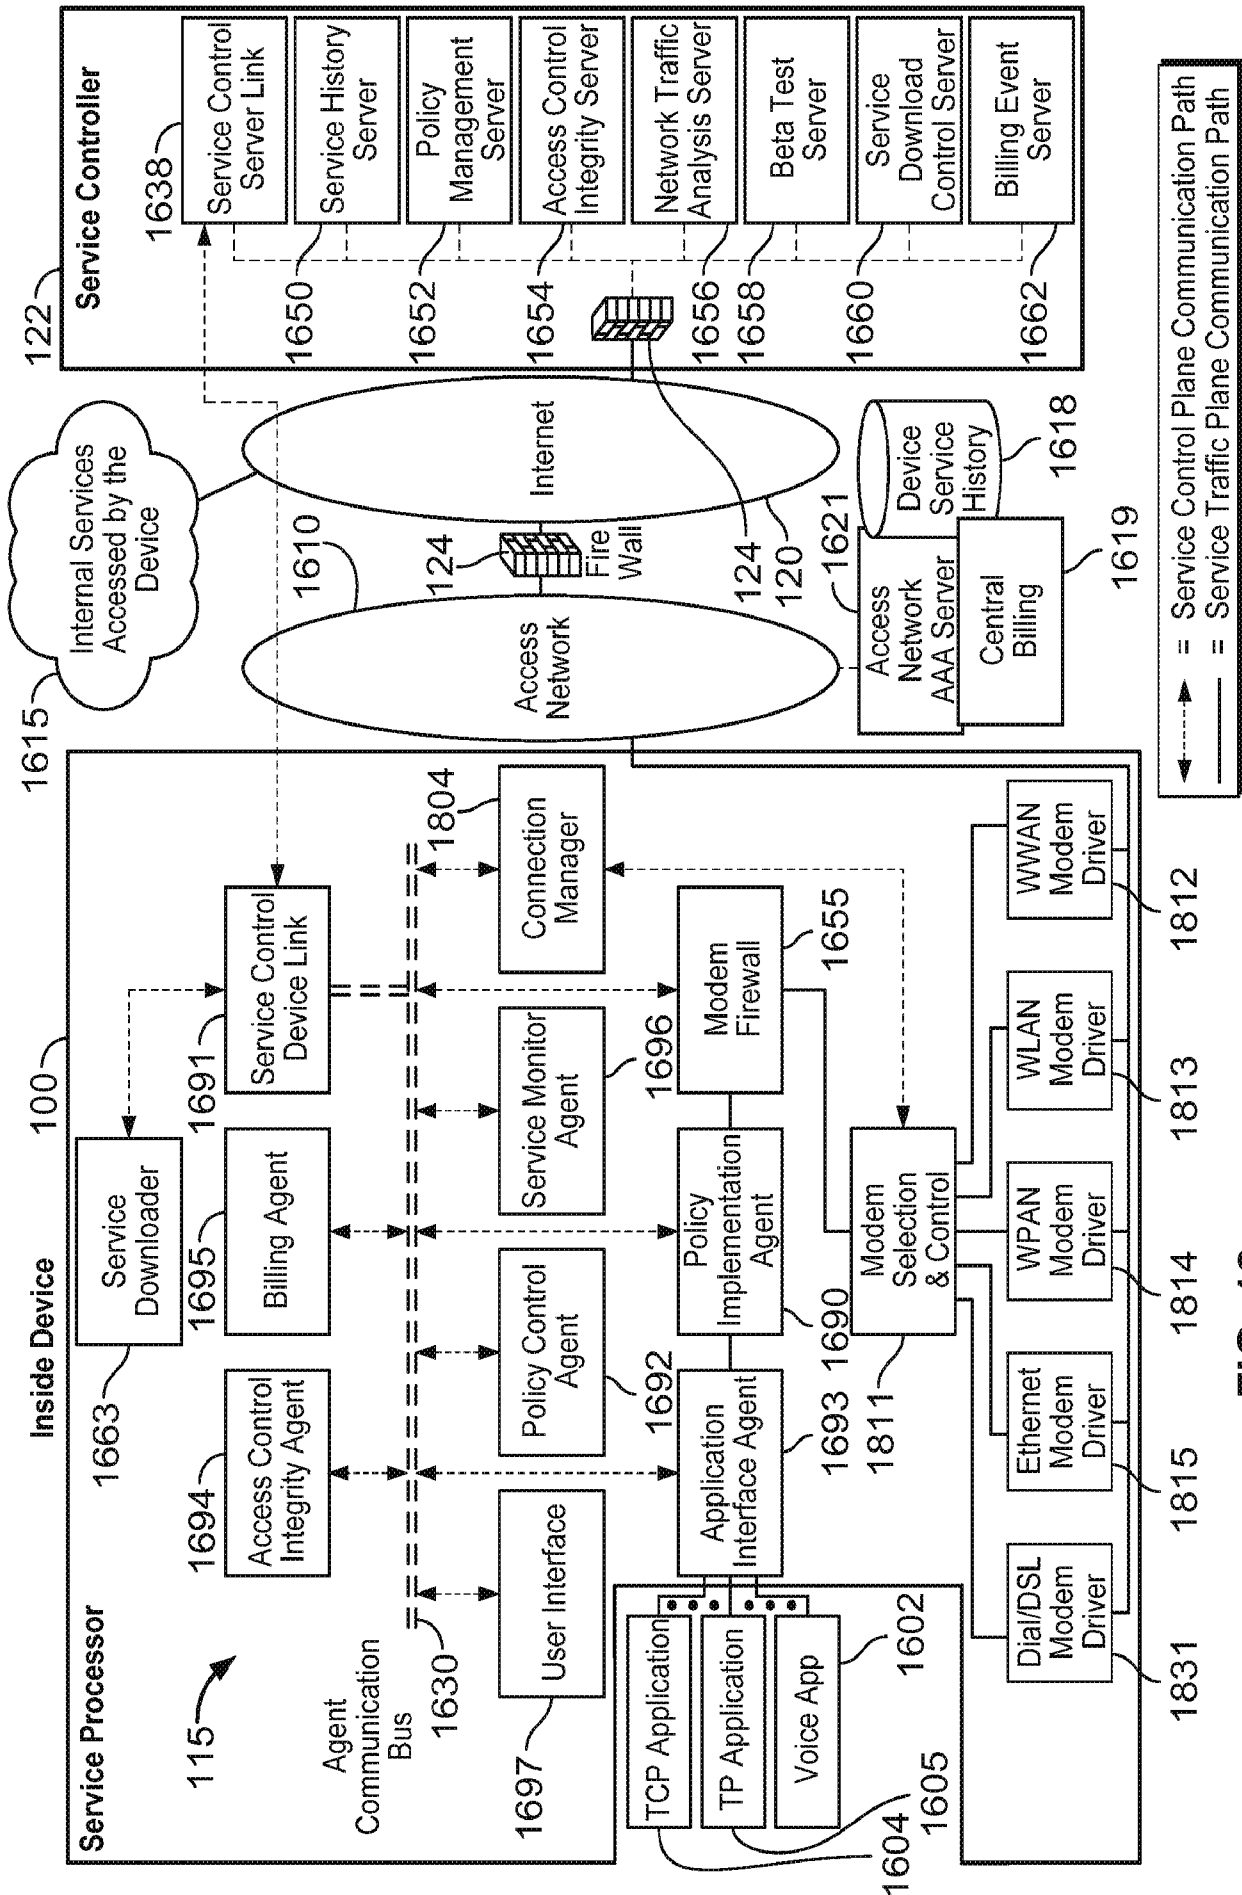 Service Processor
Inside Device
100
115
1663
Service
Downloader
1694
Access Control
Integrity Agent
1695
Billing Agent
1691
Service Control
Device Link
Agent
Communication
Bus
1630
1697
User Interface
Policy Control
Agent
1692
Service Monitor
Agent
1696
Connection
Manager
1804
TCP Application
TP Application
Voice App
1604
1605
1602
Application
Interface Agent
1693
Policy
Implementation
Agent
1690
Modem
Firewall
1655
Modem
Selection
& Control
1811
Dial/DSL
Modem
Driver
1831
Ethernet
Modem
Driver
1815
WPAN
Modem
Driver
1814
WLAN
Modem
Driver
1813
WWAN
Modem
Driver
1812
1615
Internal Services
Accessed by the
Device
1610
Access
Network
124
Fire
Wall
Internet
124
120
1621
Access
Network
AAA Server
Device
Service
History
1618
Central
Billing
1619
122
Service Controller
1638
Service Control
Server Link
1650
Service History
Server
1652
Policy
Management
Server
1654
Access Control
Integrity Server
1656
Network Traffic
Analysis Server
1658
Beta Test
Server
1660
Service
Download
Control Server
1662
Billing Event
Server
= Service Control Plane Communication Path
= Service Traffic Plane Communication Path